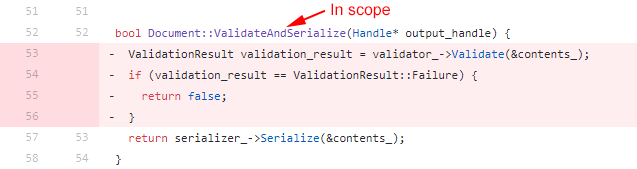 In scope
51 51
52 52 bool Document::ValidateAndSerialize(Handle* output_handle) {
53 - ValidationResult validation_result = validator_->Validate(&contents_);
54 - if (validation_result == ValidationResult::Failure) {
55 - return false;
56 - }
57 53 return serializer_->Serialize(&contents_);
58 54 }